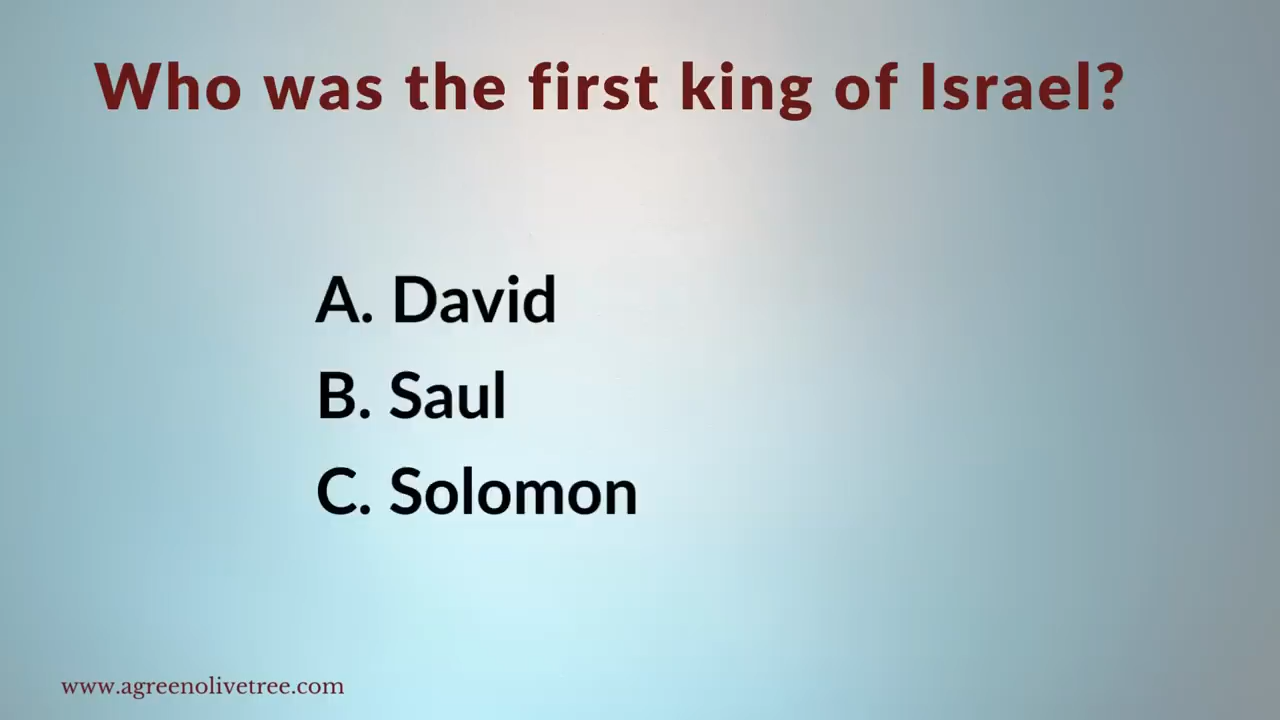 Who was the first king of Israel?
A. David
B. Saul
C. Solomon
www.agreenolivetree.com